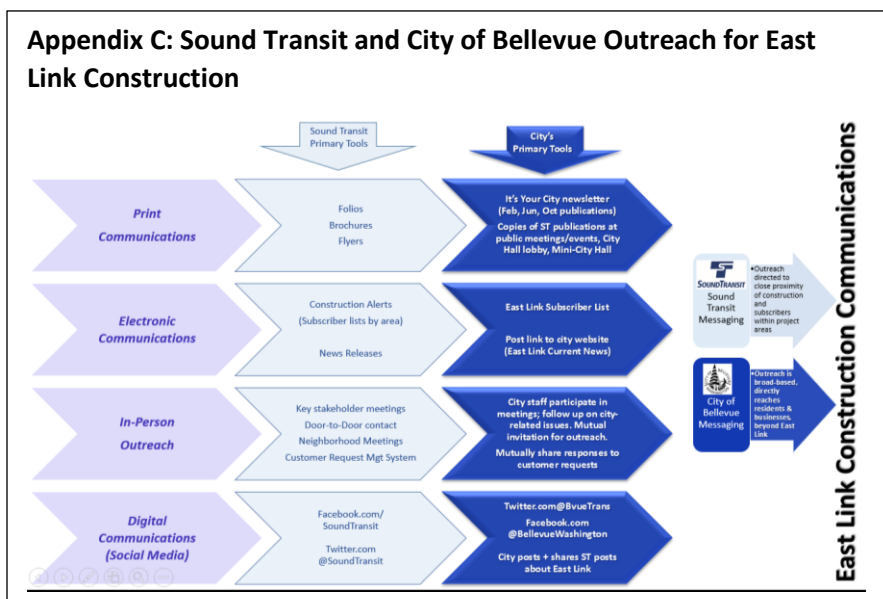 Appendix C: Sound Transit and City of Bellevue Outreach for East
Link Construction
Sound Transit
Primary Tools
City's
Primary Tools
Print
Communications
Folios
Brochures
Flyers
It's Your City newsletter
(Feb, Jun, Oct publications)
Copies of ST publications at
public meetings/events, City
Hall lobby, Mini-City Hall
Electronic
Communications
Construction Alerts
(Subscriber lists by area)
News Releases
East Link Subscriber List
Post link to city website
(East Link Current News)
In-Person
Outreach
Key stakeholder meetings
Door-to-Door contact
Neighborhood Meetings
Customer Request Mgt System
City staff participate in
meetings; follow up on city-
related issues. Mutual
invitation for outreach.
Mutually share responses to
customer requests
Digital
Communications
(Social Media)
Facebook.com/
SoundTransit
Twitter.com
@SoundTransit
Twitter.com@BvueTrans
Facebook.com
@BellevueWashington
City posts + shares ST posts
about East Link
SOUNDTRANSIT
Sound
Transit
Messaging
•Outreach
directed to
close proximity
of construction
and
subscribers
within project
areas
City of
Bellevue
Messaging
•Outreach is
broad-based,
directly
reaches
residents &
businesses,
beyond East
Link
East Link Construction Communications